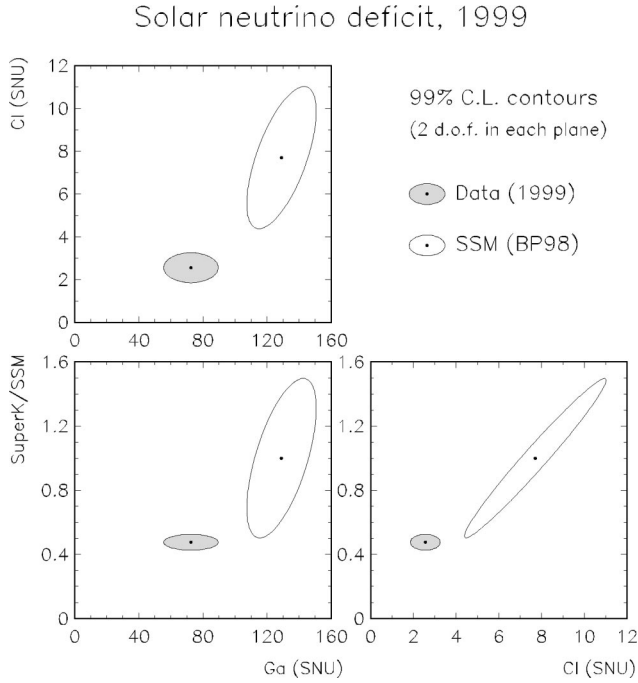 Solar neutrino deficit, 1999
Cl (SNU)
12
10
8
6
4
2
0
0 40 80 120 160
99% C.L. contours
(2 d.o.f. in each plane)
Data (1999)
SSM (BP98)
SuperK/SSM
1.6
1.2
0.8
0.4
0
0 40 80 120 160
Ga (SNU)
1.6
1.2
0.8
0.4
0
0 2 4 6 8 10 12
Cl (SNU)